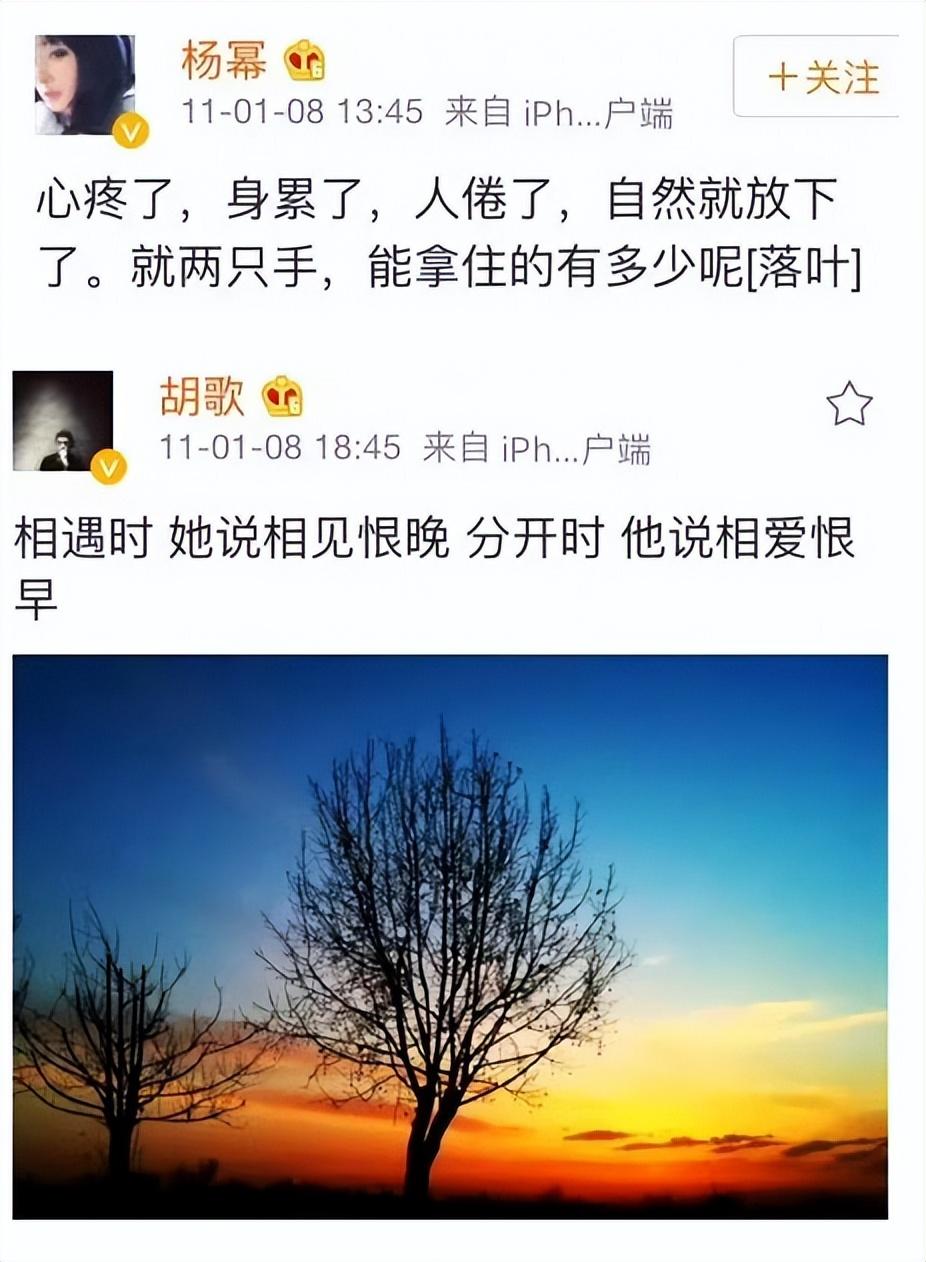 杨幂
+关注
11-01-08 13:45 来自 iPh...户端
心疼了，身累了，人倦了，自然就放下
了。就两只手，能拿住的有多少呢[落叶]
胡歌
11-01-08 18:45 来自 iPh...户端
相遇时 她说相见恨晚 分开时 他说相爱恨
早